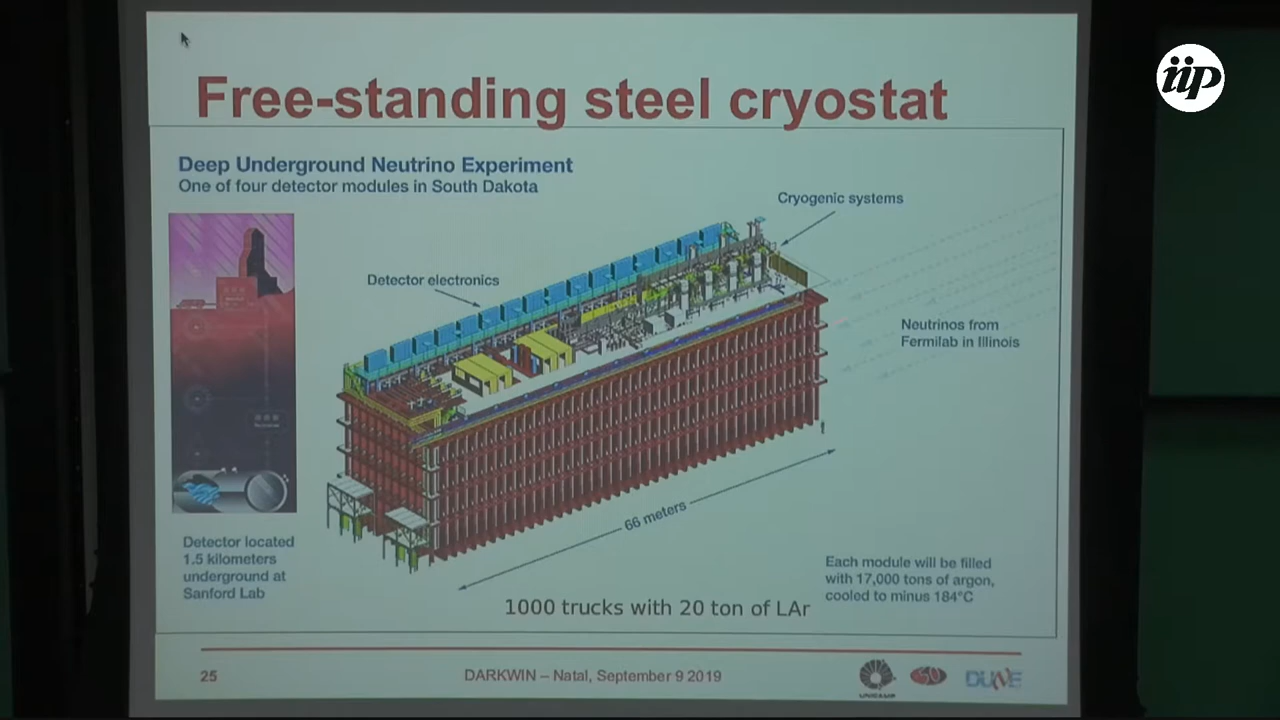 iip
Free-standing steel cryostat
Deep Underground Neutrino Experiment
One of four detector modules in South Dakota
Cryogenic systems
Detector electronics
Neutrinos from
Fermilab in Illinois
66 meters
Detector located
1.5 kilometers
underground at
Sanford Lab
Each module will be filled
with 17,000 tons of argon,
cooled to minus 184°C
1000 trucks with 20 ton of LAr
25
DARKWIN – Natal, September 9 2019
UNICAMP
50
DUNE